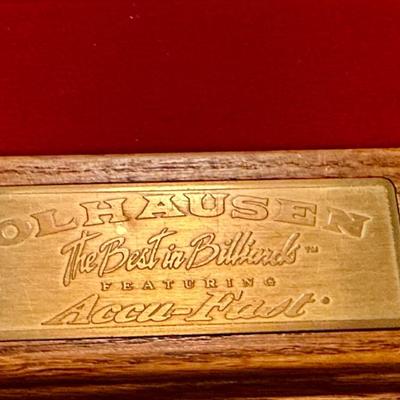 OLHAUSEN
The Best in Billiards™
FEATURING
Accu-Fast